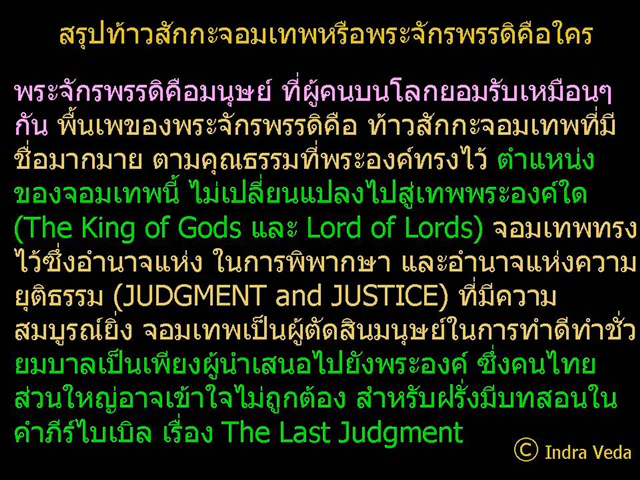 สรุปท้าวสักกะจอมเทพหรือพระจักรพรรดิคือใคร
พระจักรพรรดิคือมนุษย์ ที่ผู้คนบนโลกยอมรับเหมือนๆ
กัน พื้นเพของพระจักรพรรดิคือ ท้าวสักกะจอมเทพที่มี
ชื่อมากมาย ตามคุณธรรมที่พระองค์ทรงไว้ ตำแหน่ง
ของจอมเทพนี้ ไม่เปลี่ยนแปลงไปสู่เทพพระองค์ใด
(The King of Gods และ Lord of Lords) จอมเทพทรง
ไว้ซึ่งอำนาจแห่ง ในการพิพากษา และอำนาจแห่งความ
ยุติธรรม (JUDGMENT and JUSTICE) ที่มีความ
สมบูรณ์ยิ่ง จอมเทพเป็นผู้ตัดสินมนุษย์ในการทำดีทำชั่ว
ยมบาลเป็นเพียงผู้นำเสนอไปยังพระองค์ ซึ่งคนไทย
ส่วนใหญ่อาจเข้าใจไม่ถูกต้อง สำหรับฝรั่งมีบทสอนใน
คำภีร์ไบเบิล เรื่อง The Last Judgment
© Indra Veda